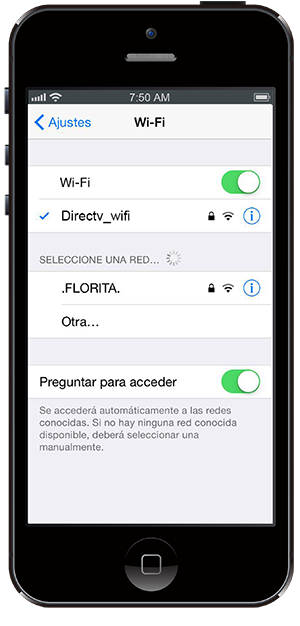 7:50 AM
Ajustes
Wi-Fi
Wi-Fi
Directv_wifi
SELECCIONE UNA RED...
.FLORITA.
Otra...
Preguntar para acceder
Se accederá automáticamente a las redes
conocidas. Si no hay ninguna red conocida
disponible, deberá seleccionar una
manualmente.